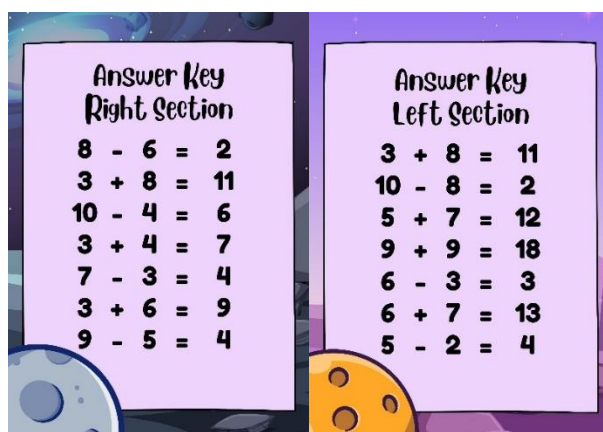 Answer Key
Right Section
8 - 6 = 2
3 + 8 = 11
10 - 4 = 6
3 + 4 = 7
7 - 3 = 4
3 + 6 = 9
9 - 5 = 4
Answer Key
Left Section
3 + 8 = 11
10 - 8 = 2
5 + 7 = 12
9 + 9 = 18
6 - 3 = 3
6 + 7 = 13
5 - 2 = 4